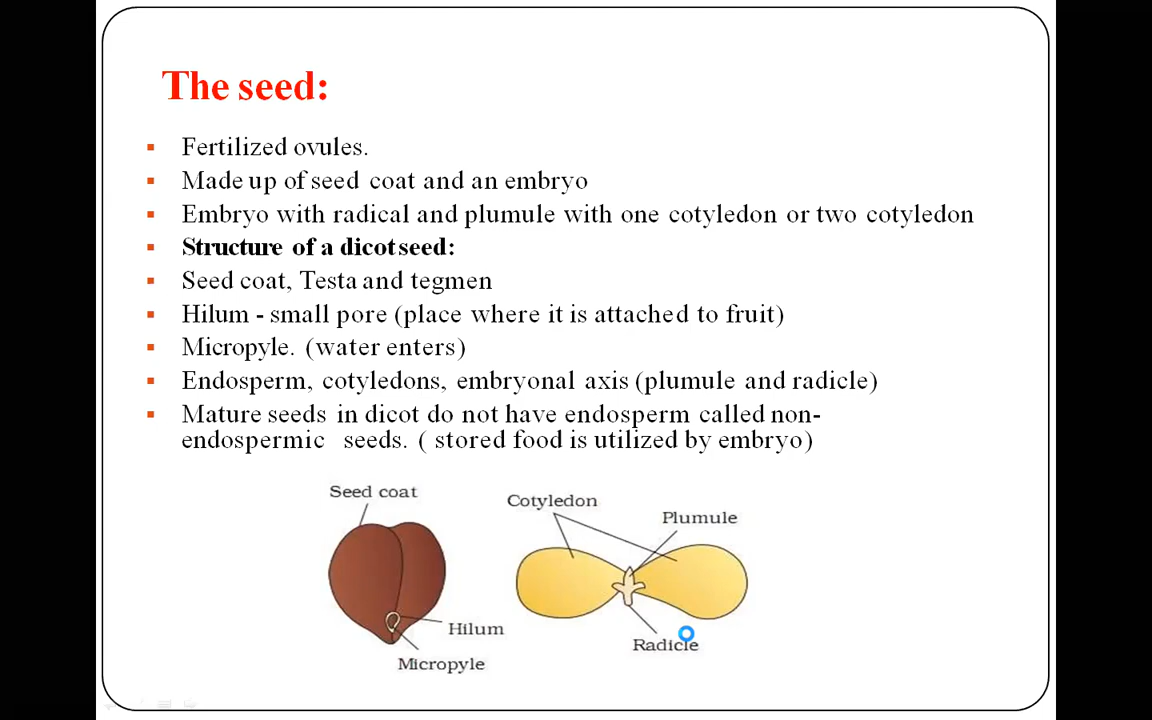 The seed:
▪ Fertilized ovules.
▪ Made up of seed coat and an embryo
▪ Embryo with radical and plumule with one cotyledon or two cotyledon
▪ Structure of a dicot seed:
▪ Seed coat, Testa and tegmen
▪ Hilum - small pore (place where it is attached to fruit)
▪ Micropyle. (water enters)
▪ Endosperm, cotyledons, embryonal axis (plumule and radicle)
▪ Mature seeds in dicot do not have endosperm called non-
endospermic seeds. ( stored food is utilized by embryo)
Seed coat
Cotyledon
Plumule
Hilum
Radicle
Micropyle